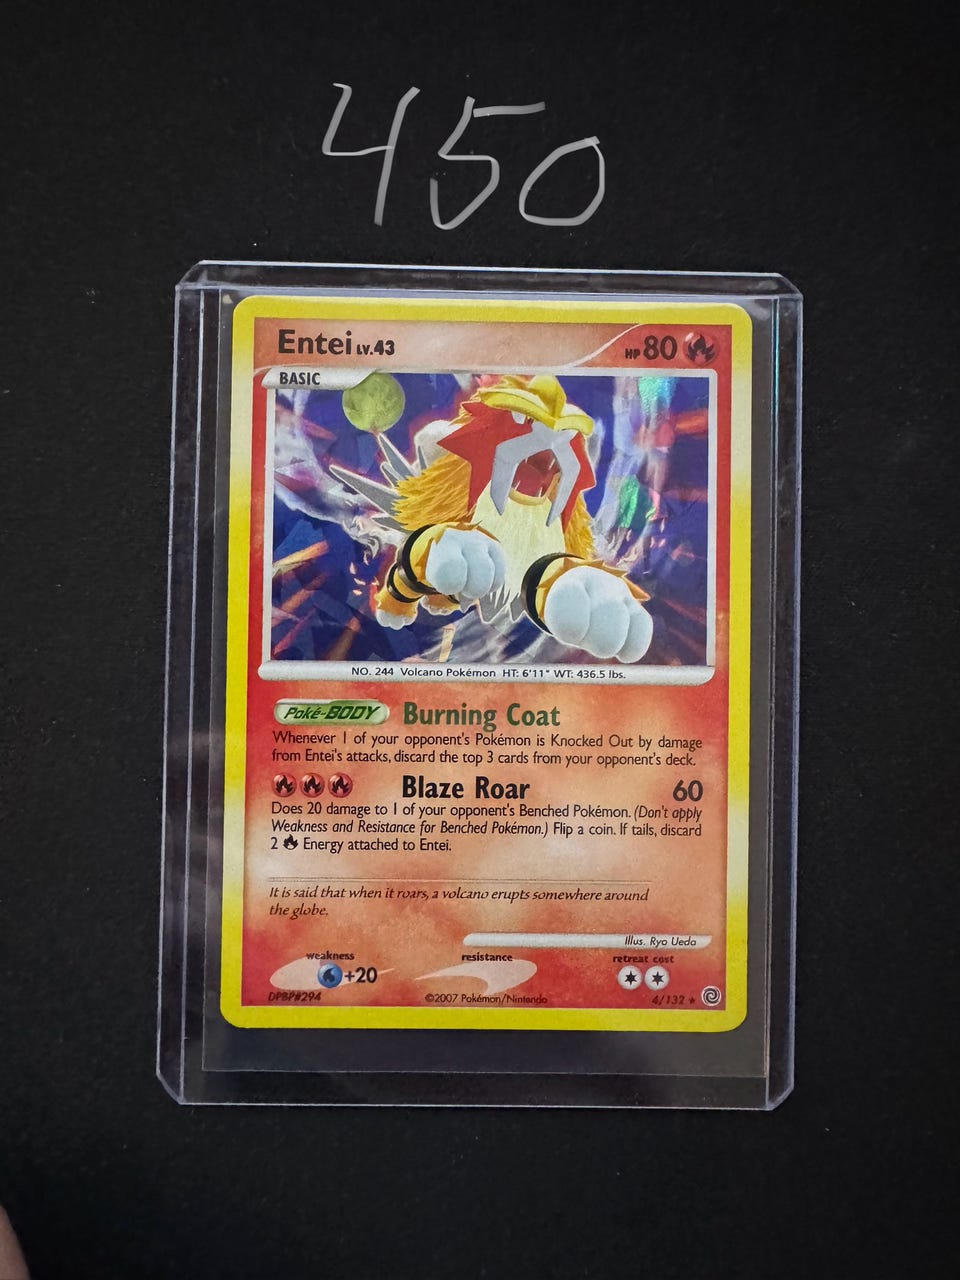 450
Entei LV.43 HP 80
BASIC
NO. 244 Volcano Pokémon HT: 6'11" WT: 436.5 lbs.
Poké-BODY Burning Coat
Whenever 1 of your opponent's Pokémon is Knocked Out by damage
from Entei's attacks, discard the top 3 cards from your opponent's deck.
Blaze Roar 60
Does 20 damage to 1 of your opponent's Benched Pokémon. (Don't apply
Weakness and Resistance for Benched Pokémon.) Flip a coin. If tails, discard
2 Energy attached to Entei.
It is said that when it roars, a volcano erupts somewhere around
the globe.
Illus. Ryo Ueda
weakness resistance retreat cost
+20
DPBP#294 ©2007 Pokémon/Nintendo 4/132 ★